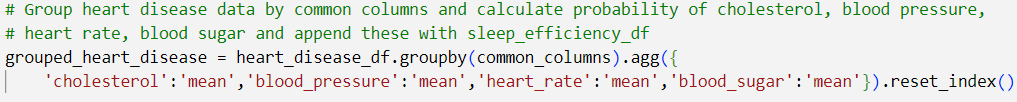 # Group heart disease data by common columns and calculate probability of cholesterol, blood pressure,
# heart rate, blood sugar and append these with sleep_efficiency_df
grouped_heart_disease = heart_disease_df.groupby(common_columns).agg({
    'cholesterol':'mean','blood_pressure':'mean','heart_rate':'mean','blood_sugar':'mean'}).reset_index()